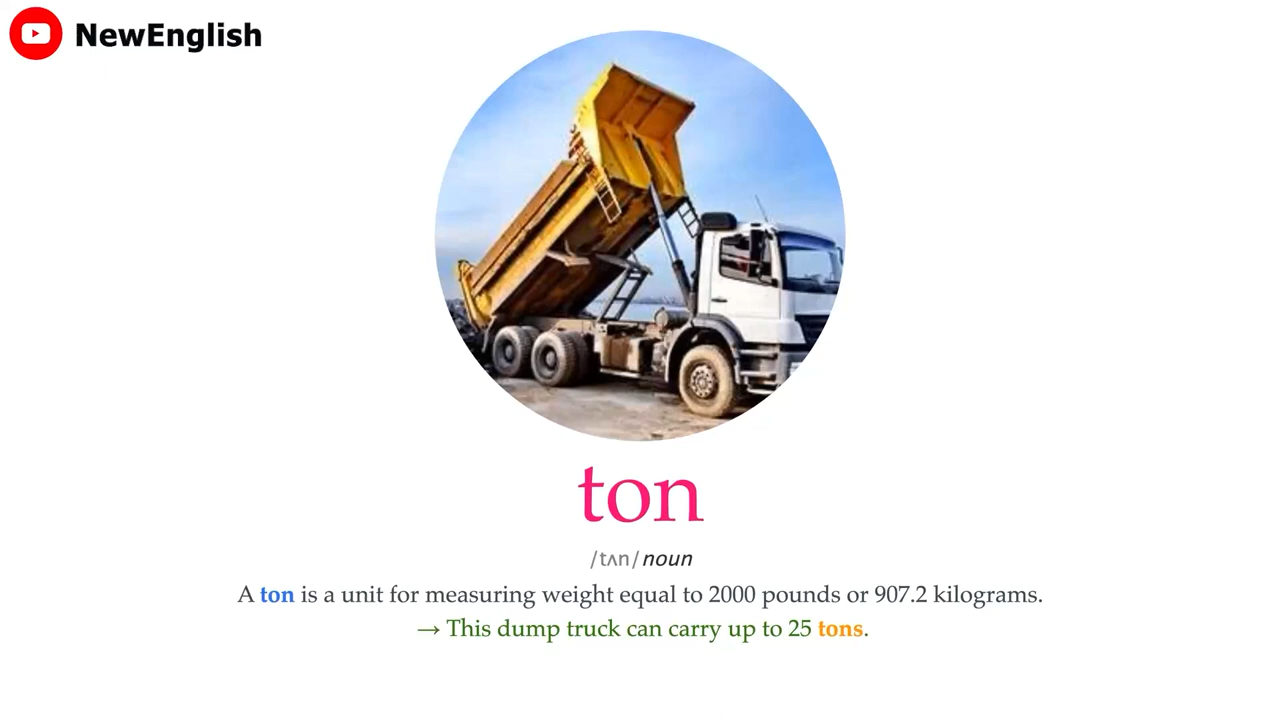 NewEnglish
ton
/tʌn/ noun
A ton is a unit for measuring weight equal to 2000 pounds or 907.2 kilograms.
→ This dump truck can carry up to 25 tons.